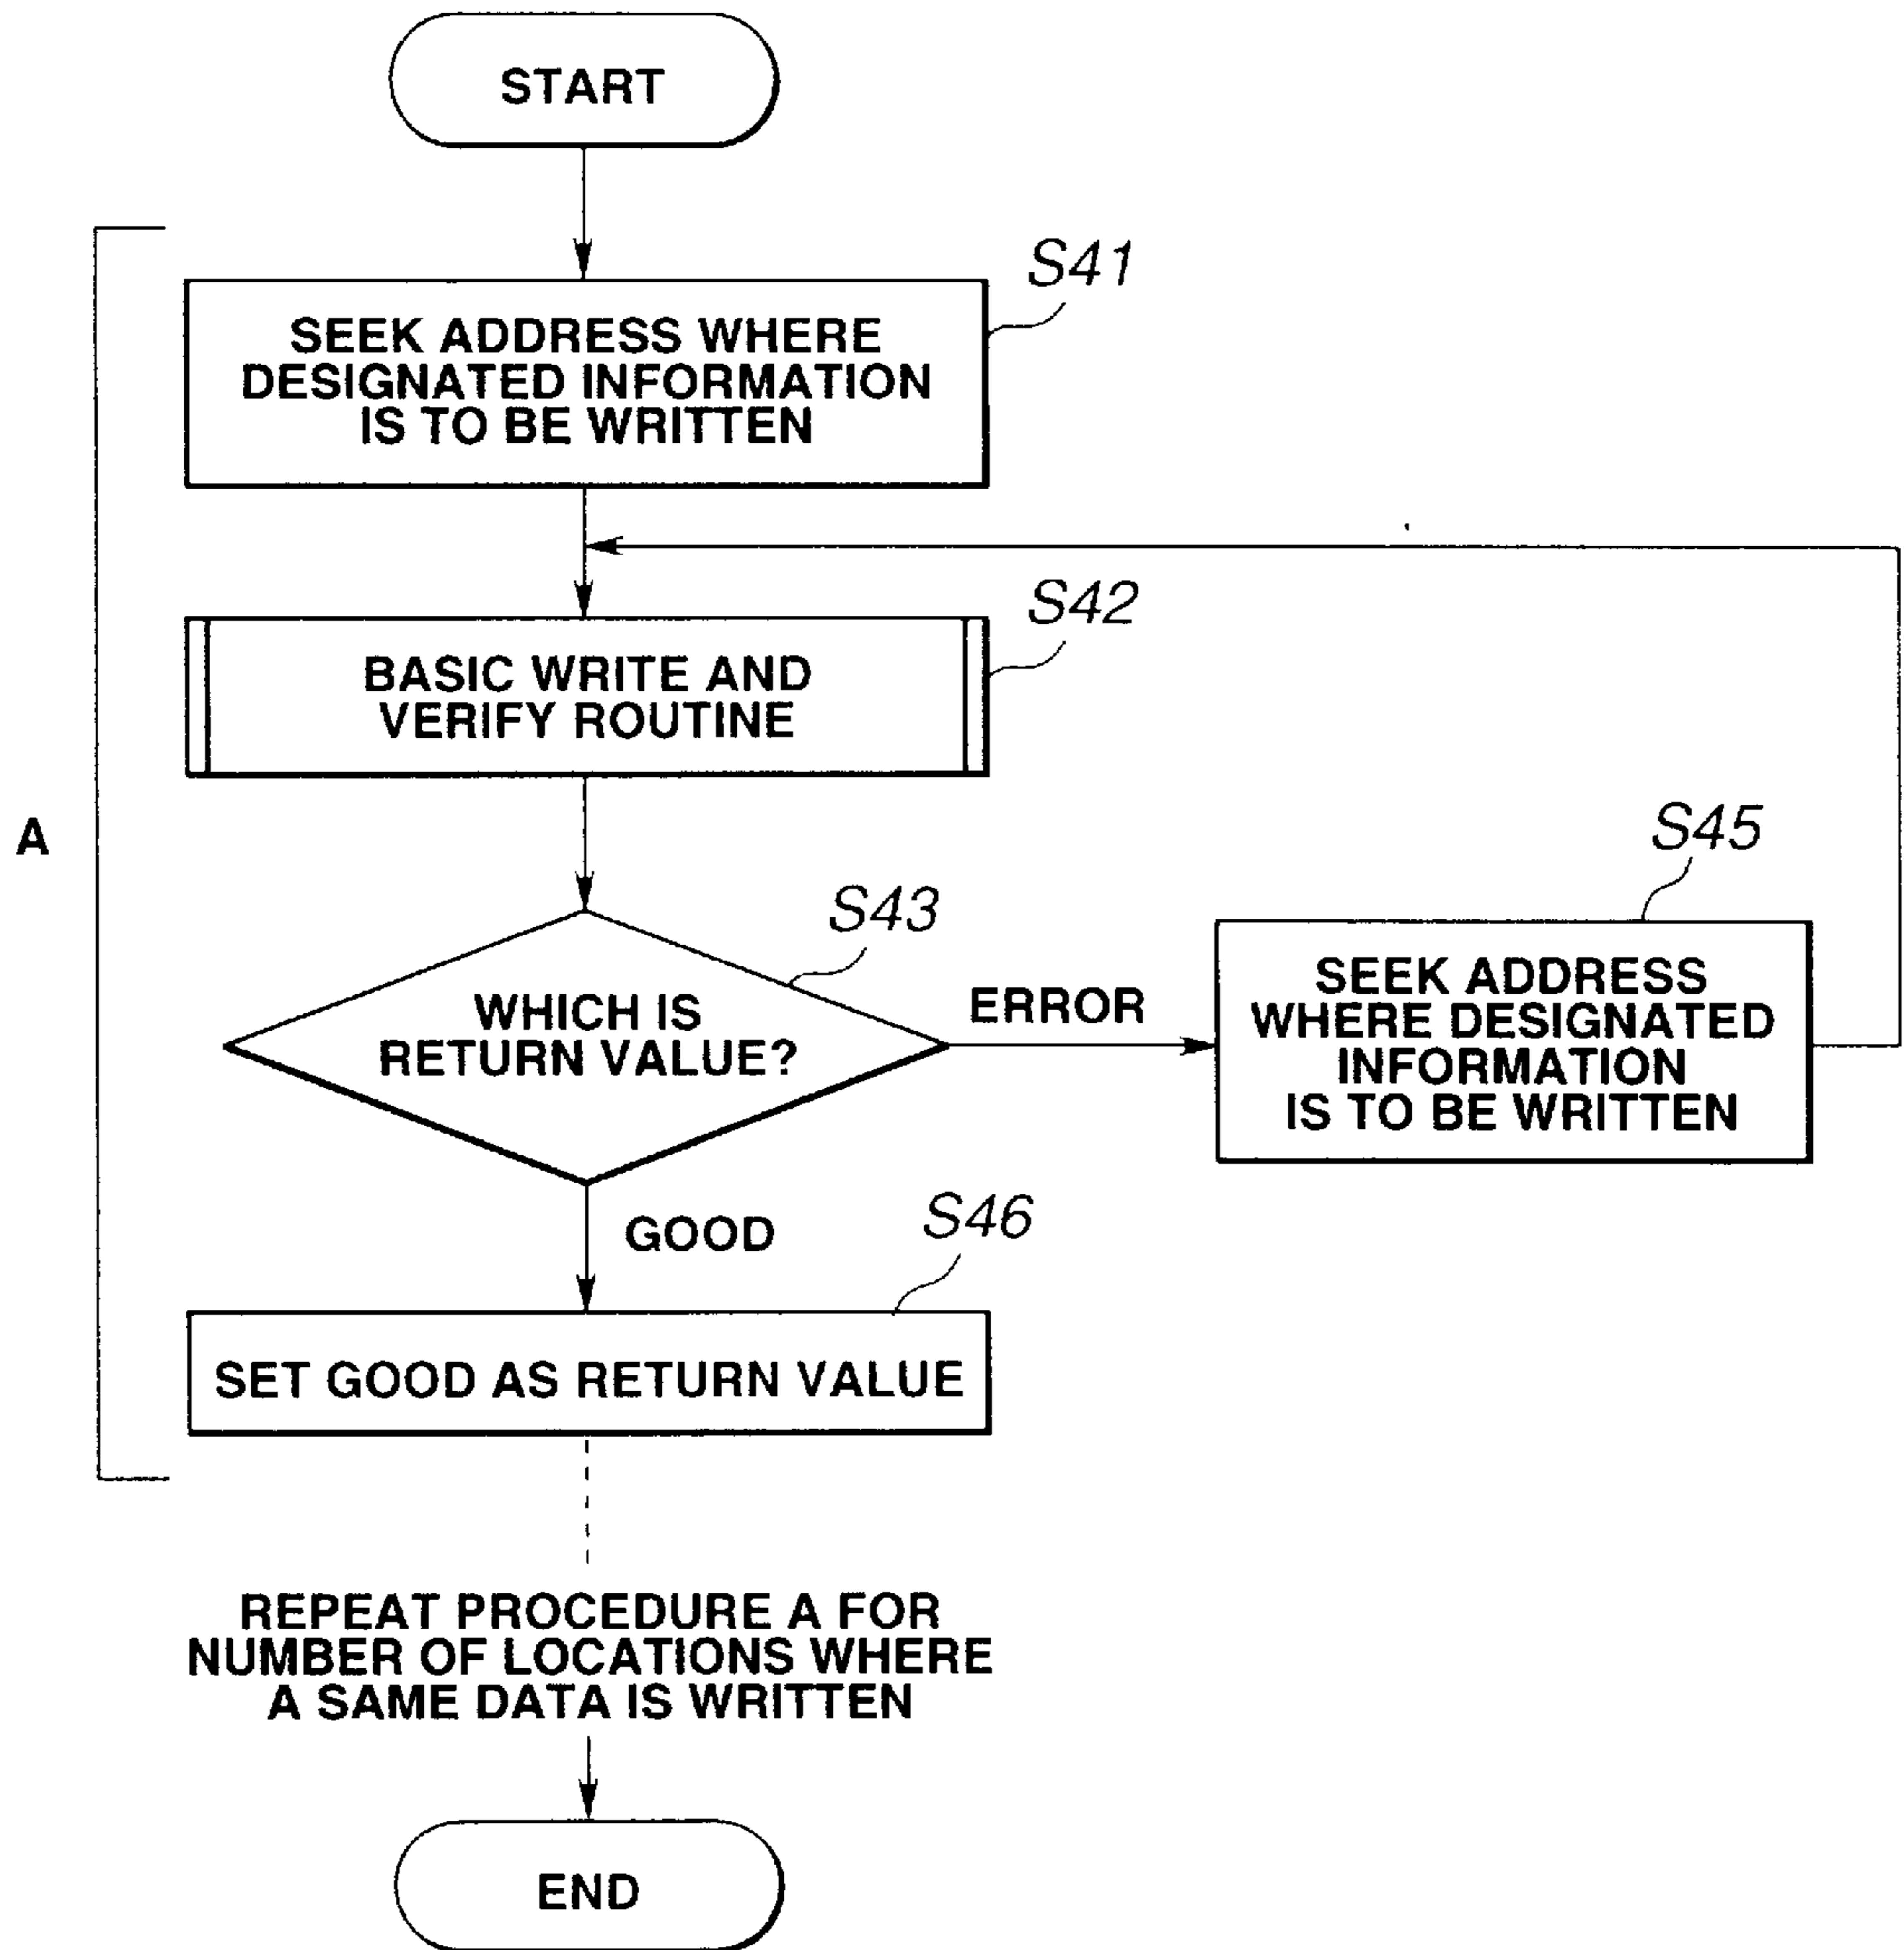 START
S41
SEEK ADDRESS WHERE
DESIGNATED INFORMATION
IS TO BE WRITTEN
S42
BASIC WRITE AND
VERIFY ROUTINE
A
S43
WHICH IS
RETURN VALUE?
ERROR
S45
SEEK ADDRESS
WHERE DESIGNATED
INFORMATION
IS TO BE WRITTEN
GOOD
S46
SET GOOD AS RETURN VALUE
REPEAT PROCEDURE A FOR
NUMBER OF LOCATIONS WHERE
A SAME DATA IS WRITTEN
END